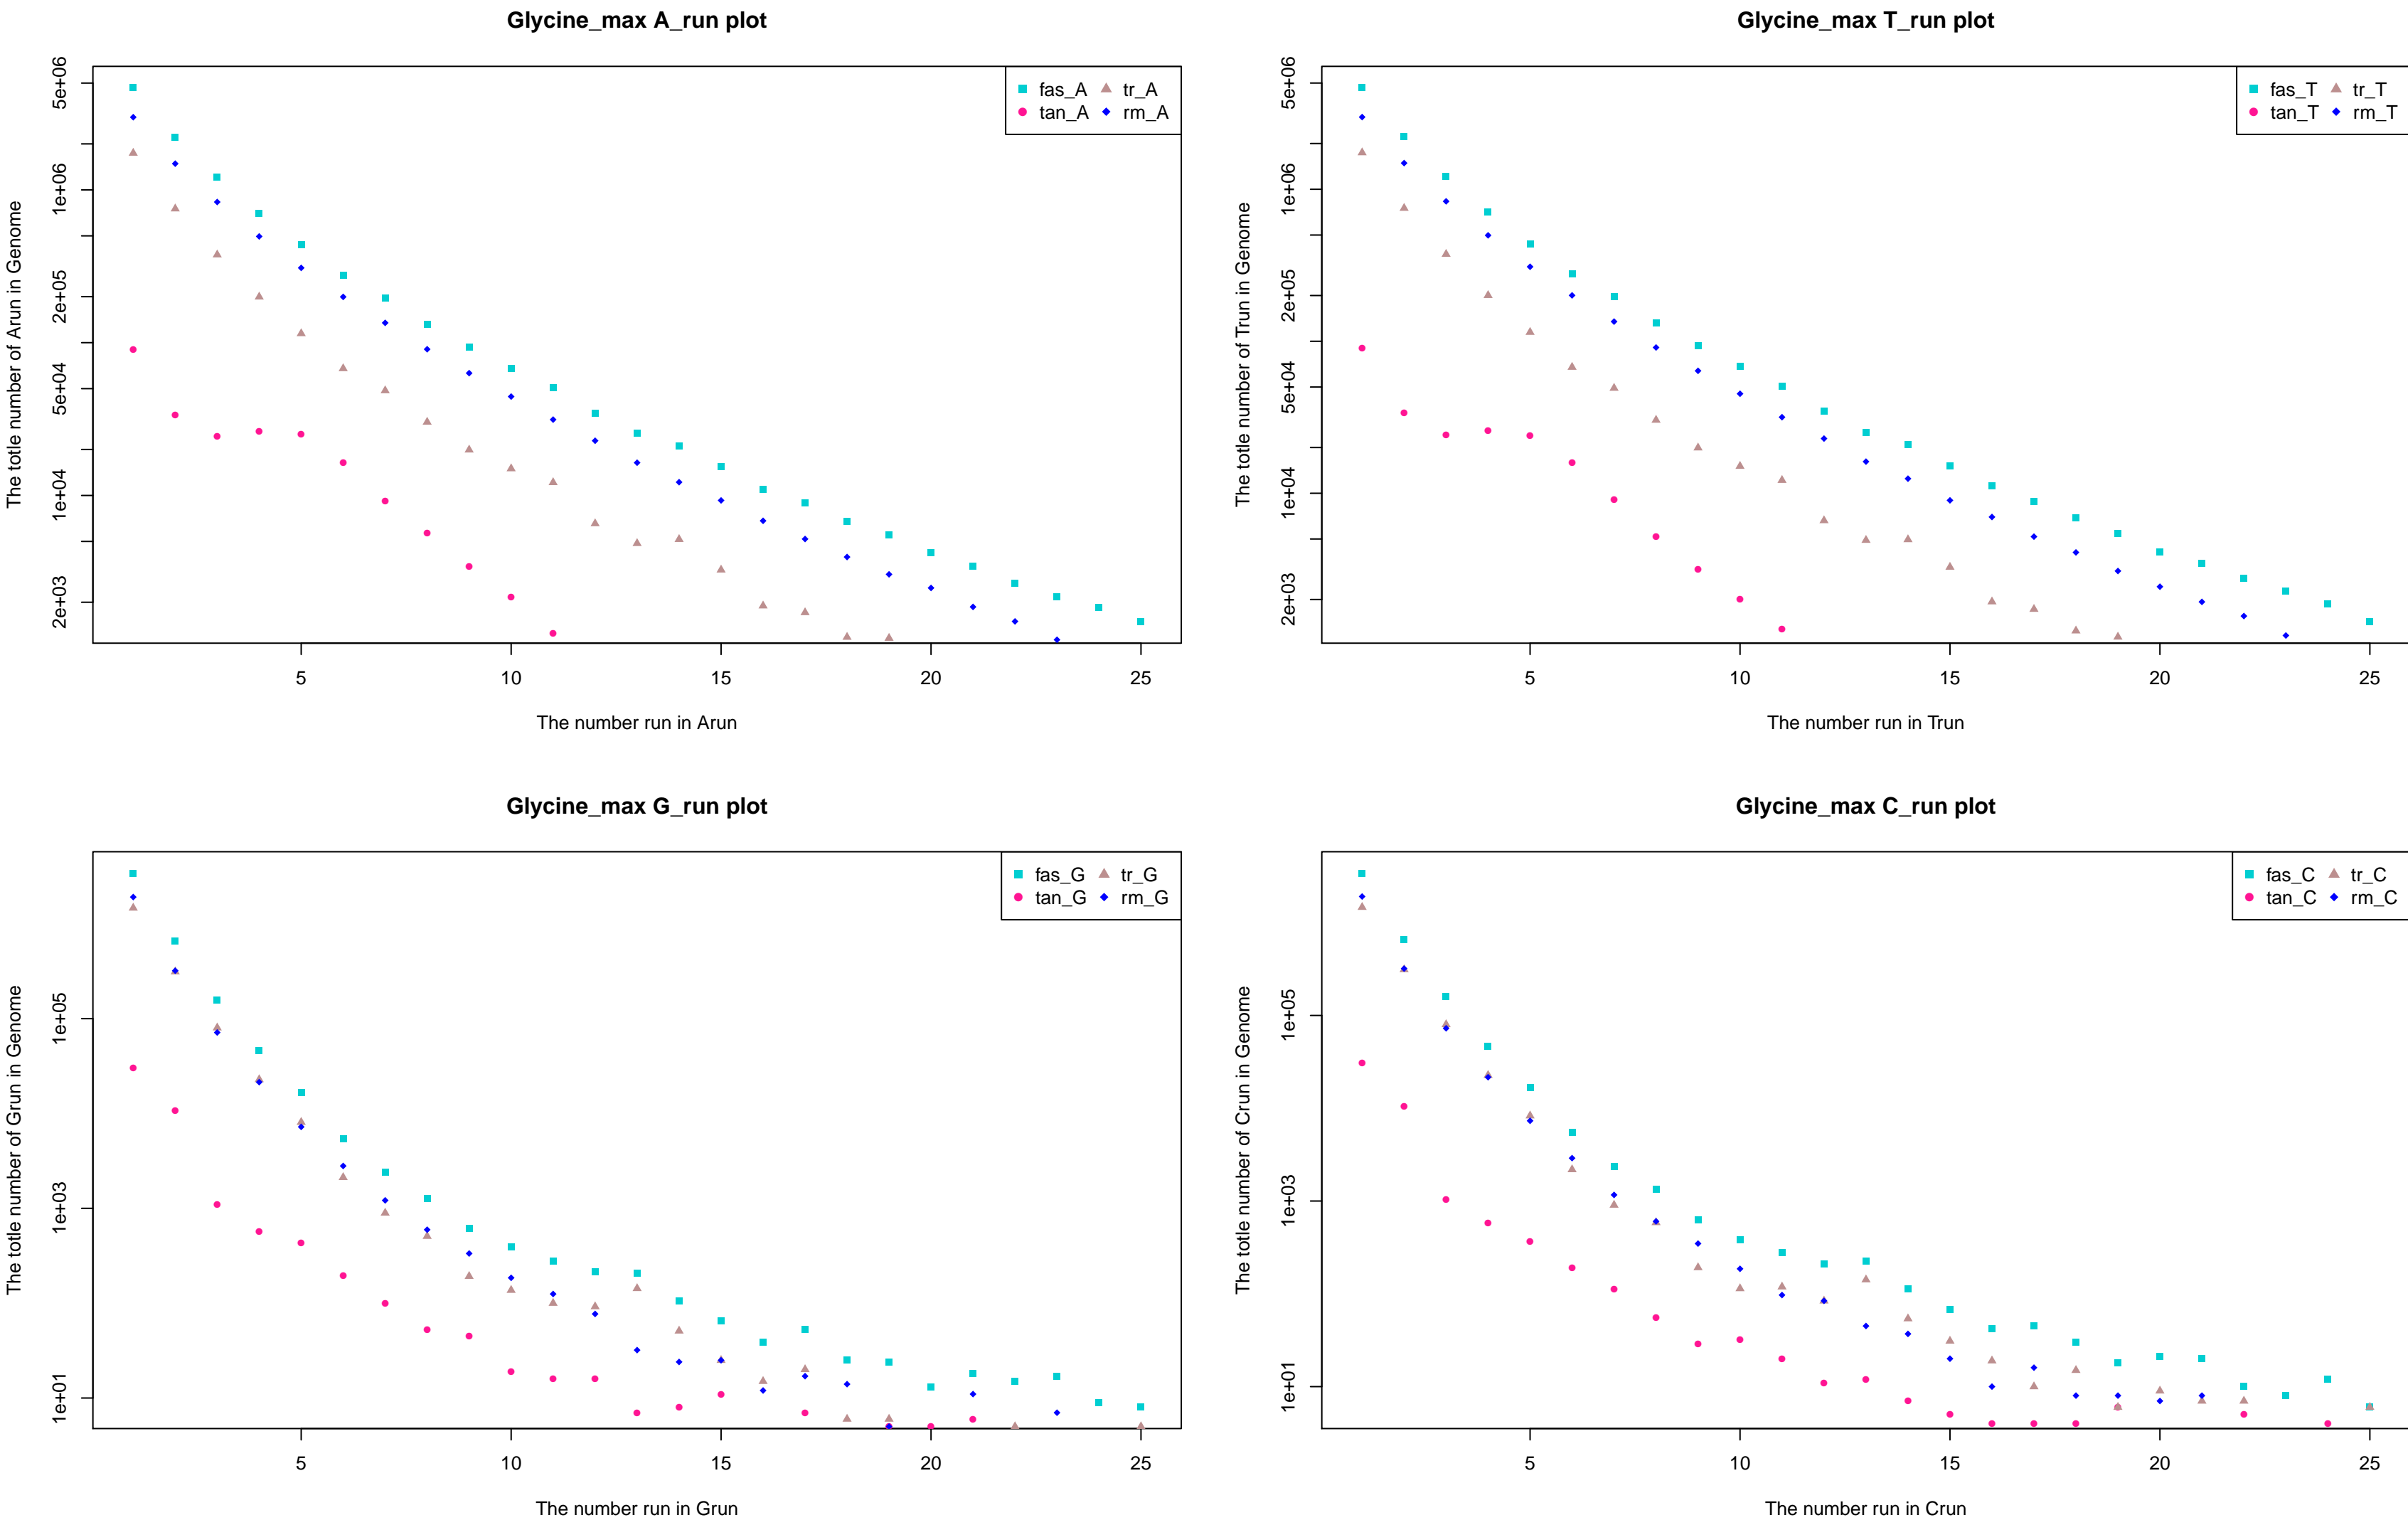 Glycine_max A_run plot
The totle number of Arun in Genome
5e+06
1e+06
2e+05
5e+04
1e+04
2e+03
fas_A tr_A
tan_A rm_A
5 10 15 20 25
The number run in Arun
Glycine_max T_run plot
The totle number of Trun in Genome
5e+06
1e+06
2e+05
5e+04
1e+04
2e+03
fas_T tr_T
tan_T rm_T
5 10 15 20 25
The number run in Trun
Glycine_max G_run plot
The totle number of Grun in Genome
1e+05
1e+03
1e+01
fas_G tr_G
tan_G rm_G
5 10 15 20 25
The number run in Grun
Glycine_max C_run plot
The totle number of Crun in Genome
1e+05
1e+03
1e+01
fas_C tr_C
tan_C rm_C
5 10 15 20 25
The number run in Crun